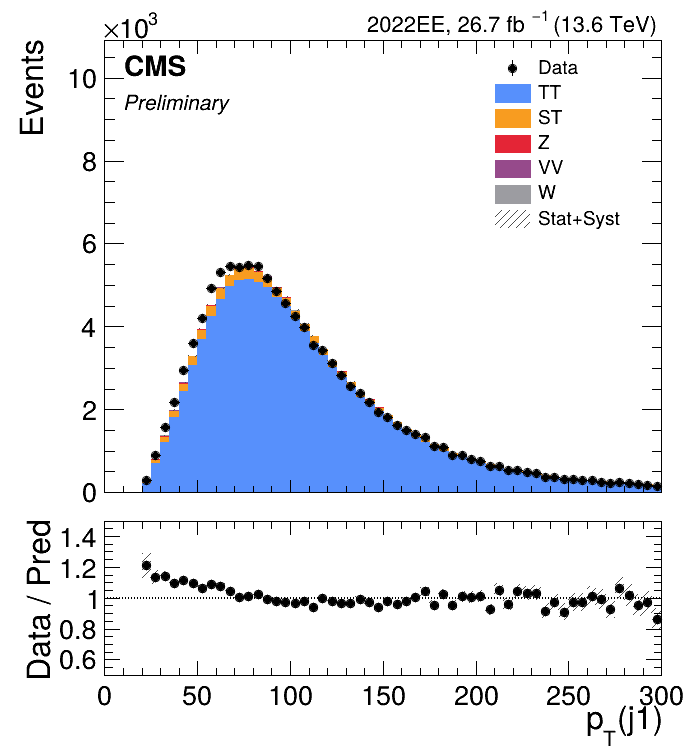 ×10³
2022EE, 26.7 fb ⁻¹ (13.6 TeV)
CMS
Preliminary
Data
TT
ST
Z
VV
W
Stat+Syst
Events
10
8
6
4
2
0
Data / Pred
1.4
1.2
1
0.8
0.6
0 50 100 150 200 250 300
p_T(j1)